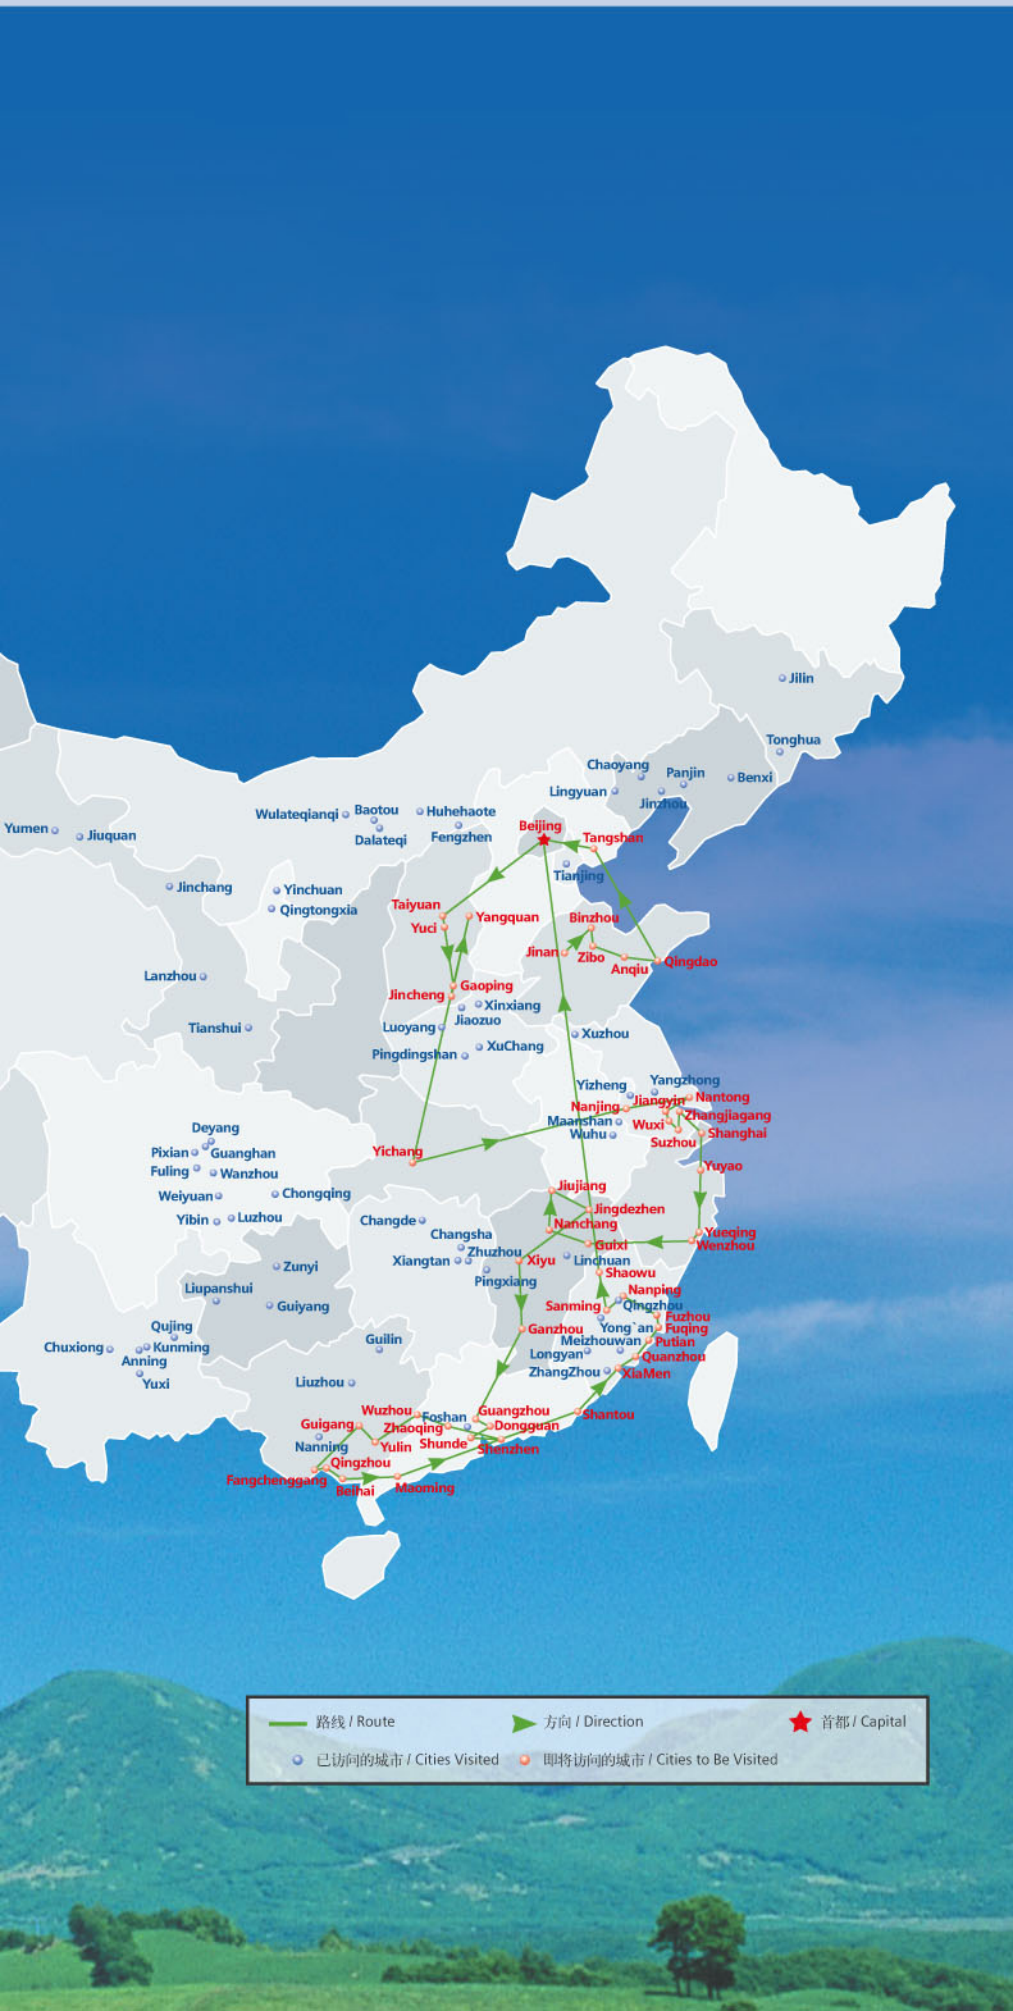 Jilin
Tonghua
Chaoyang
Panjin
Benxi
Lingyuan
Jinzhou
Wulateqianqi
Baotou
Huhehaote
Dalateqi
Fengzhen
Beijing
Tangshan
Yumen
Jiuquan
Tianjing
Jinchang
Yinchuan
Qingtongxia
Taiyuan
Yuci
Yangquan
Binzhou
Jinan
Zibo
Anqiu
Qingdao
Lanzhou
Gaoping
Jincheng
Xinxiang
Jiaozuo
Tianshui
Luoyang
Xuzhou
Pingdingshan
XuChang
Yizheng
Yangzhong
Nanjing
Jiangyin
Nantong
Maanshan
Zhangjiagang
Wuhu
Wuxi
Suzhou
Shanghai
Deyang
Pixian
Guanghan
Yichang
Fuling
Wanzhou
Yuyao
Weiyuan
Chongqing
Jiujiang
Yibin
Luzhou
Changde
Jingdezhen
Changsha
Nanchang
Yueqing
Zhuzhou
Guixi
Wenzhou
Xiangtan
Xiyu
Linchuan
Zunyi
Pingxiang
Shaowu
Liupanshui
Nanping
Guiyang
Sanming
Qingzhou
Fuzhou
Qujing
Ganzhou
Yong`an
Fuqing
Chuxiong
Kunming
Guilin
Meizhouwan
Putian
Anning
Longyan
Quanzhou
Yuxi
Liuzhou
ZhangZhou
XiaMen
Wuzhou
Foshan
Guangzhou
Shantou
Guigang
Zhaoqing
Dongguan
Nanning
Yulin
Shunde
Shenzhen
Qingzhou
Fangchenggang
Beihai
Maoming
路线 / Route
方向 / Direction
首都 / Capital
已访问的城市 / Cities Visited
即将访问的城市 / Cities to Be Visited